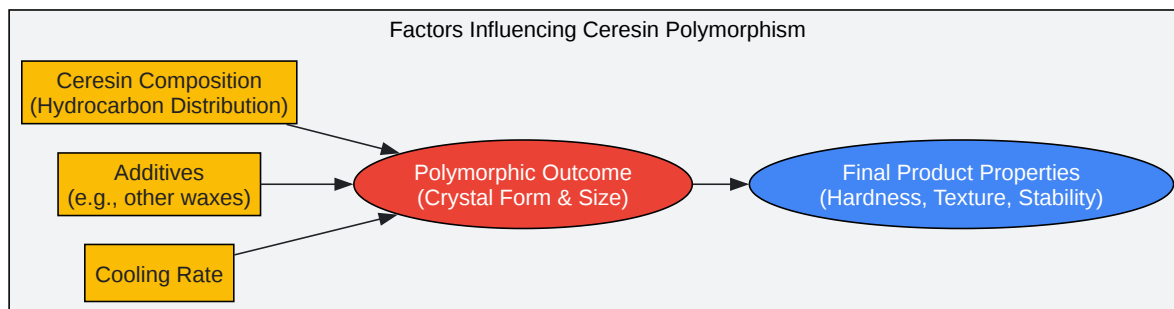 Factors Influencing Ceresin Polymorphism
Ceresin Composition
(Hydrocarbon Distribution)
Additives
(e.g., other waxes)
Cooling Rate
Polymorphic Outcome
(Crystal Form & Size)
Final Product Properties
(Hardness, Texture, Stability)